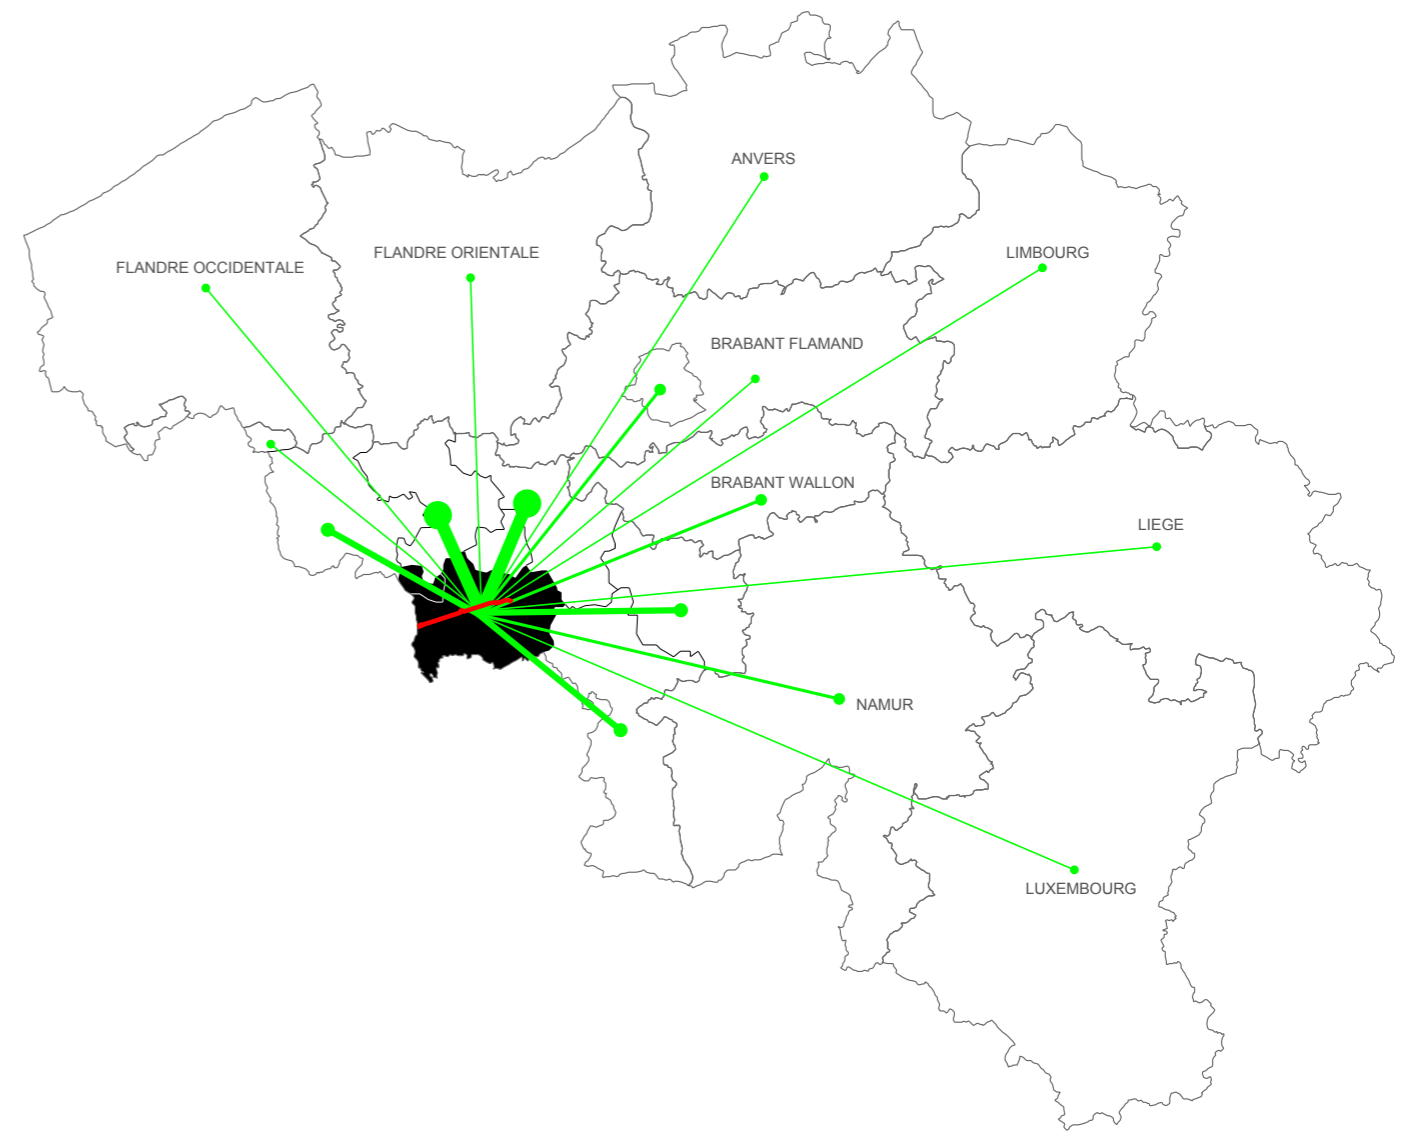 ANVERS
FLANDRE ORIENTALE
LIMBOURG
FLANDRE OCCIDENTALE
BRABANT FLAMAND
BRABANT WALLON
LIEGE
NAMUR
LUXEMBOURG